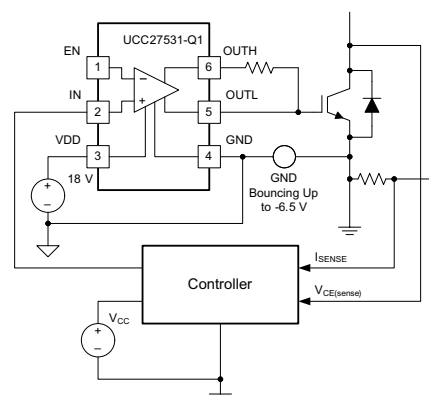 UCC27531-Q1
EN
1
IN
2
VDD
3
18 V
6
OUTH
5
OUTL
4
GND
GND
Bouncing Up
to -6.5 V
+
–
–
+
Controller
ISENSE
VCE(sense)
VCC
+
–